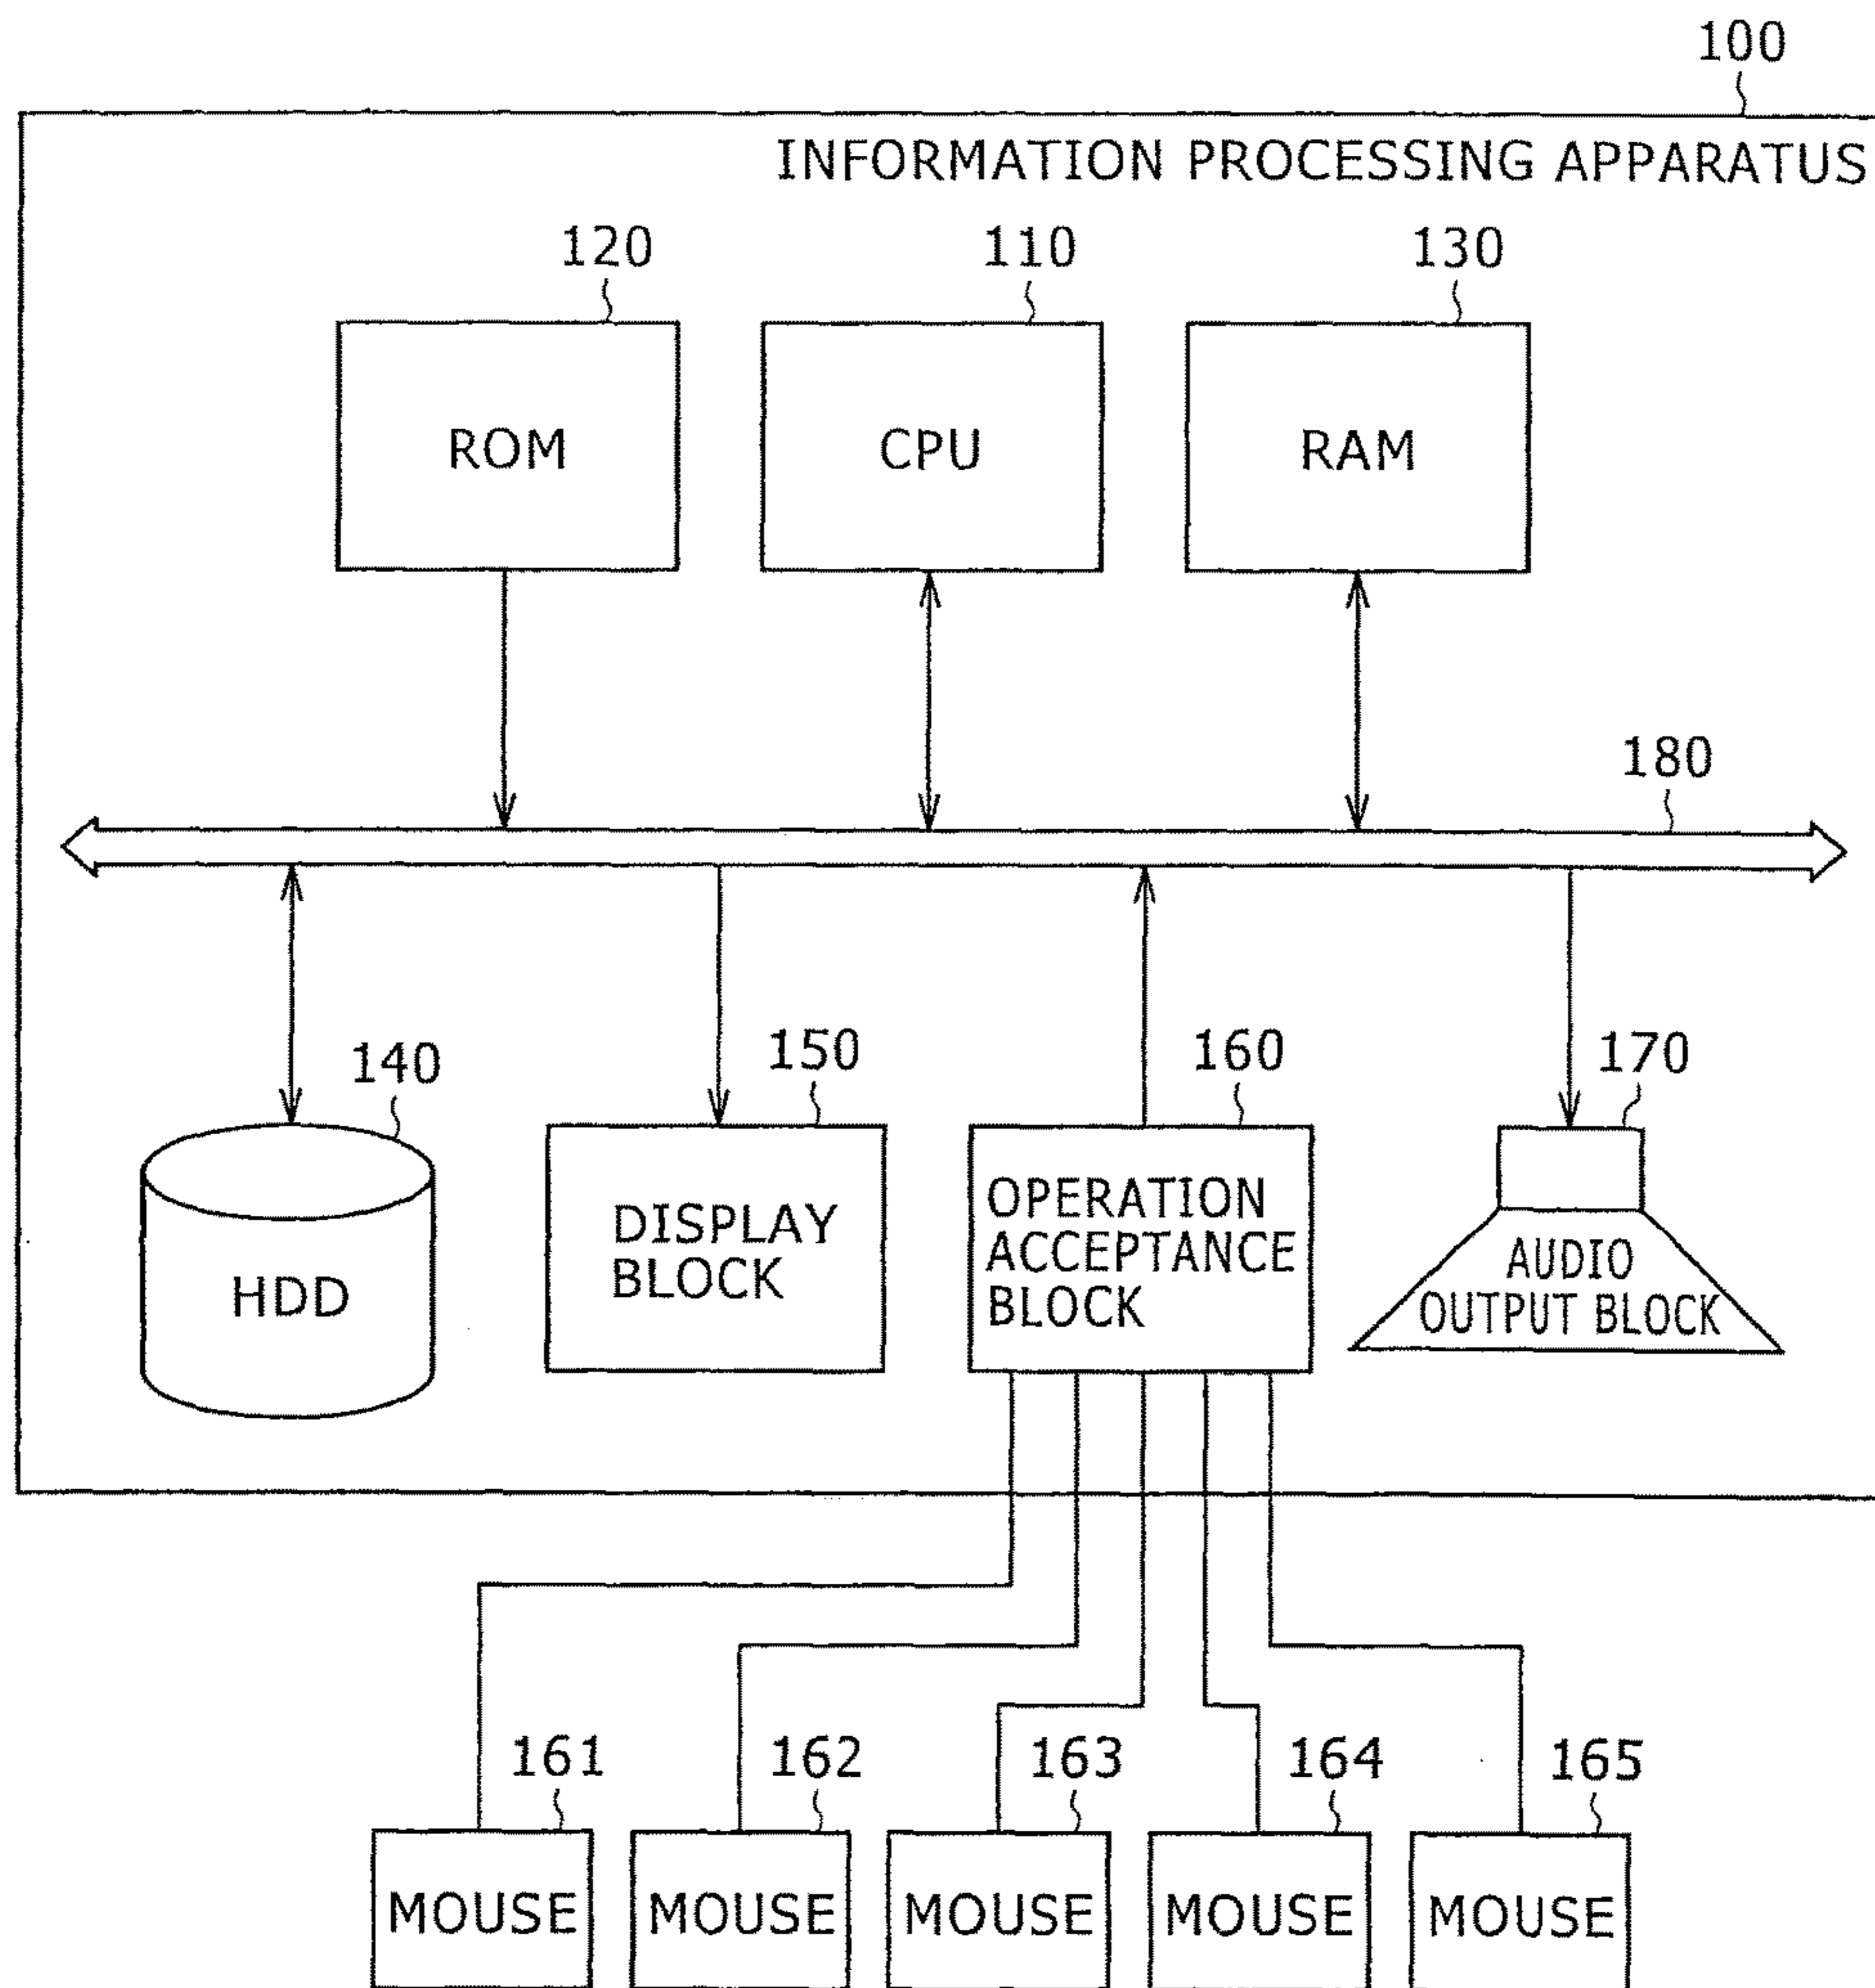 100
INFORMATION PROCESSING APPARATUS
120
110
130
ROM
CPU
RAM
180
140
150
160
170
HDD
DISPLAY
BLOCK
OPERATION
ACCEPTANCE
BLOCK
AUDIO
OUTPUT BLOCK
161
162
163
164
165
MOUSE
MOUSE
MOUSE
MOUSE
MOUSE